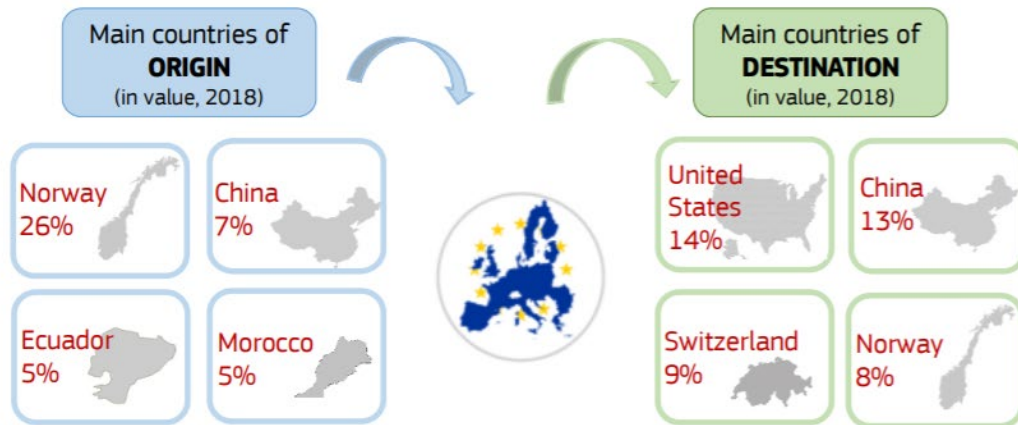 Main countries of
ORIGIN
(in value, 2018)
Main countries of
DESTINATION
(in value, 2018)
Norway
26%
China
7%
Ecuador
5%
Morocco
5%
United
States
14%
China
13%
Switzerland
9%
Norway
8%